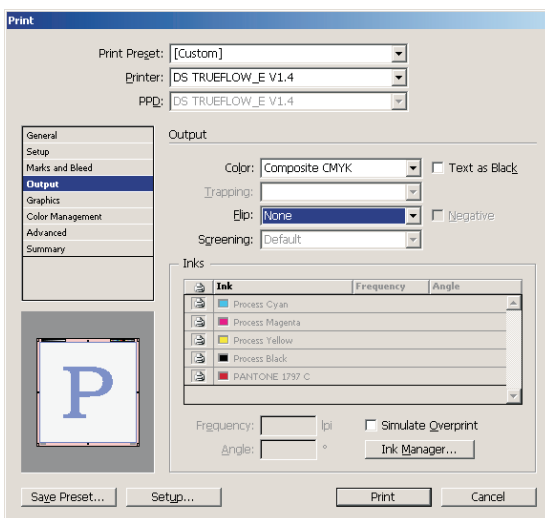 Print
Print Preset: [Custom]
Printer: DS TRUEFLOW_E V1.4
PPD: DS TRUEFLOW_E V1.4
General
Setup
Marks and Bleed
Output
Graphics
Color Management
Advanced
Summary
Output
Color: Composite CMYK Text as Black
Trapping:
Flip: None Negative
Screening: Default
Inks
Ink Frequency Angle
Process Cyan
Process Magenta
Process Yellow
Process Black
PANTONE 1797 C
Frequency: lpi Simulate Overprint
Angle: ° Ink Manager...
P
Save Preset... Setup... Print Cancel